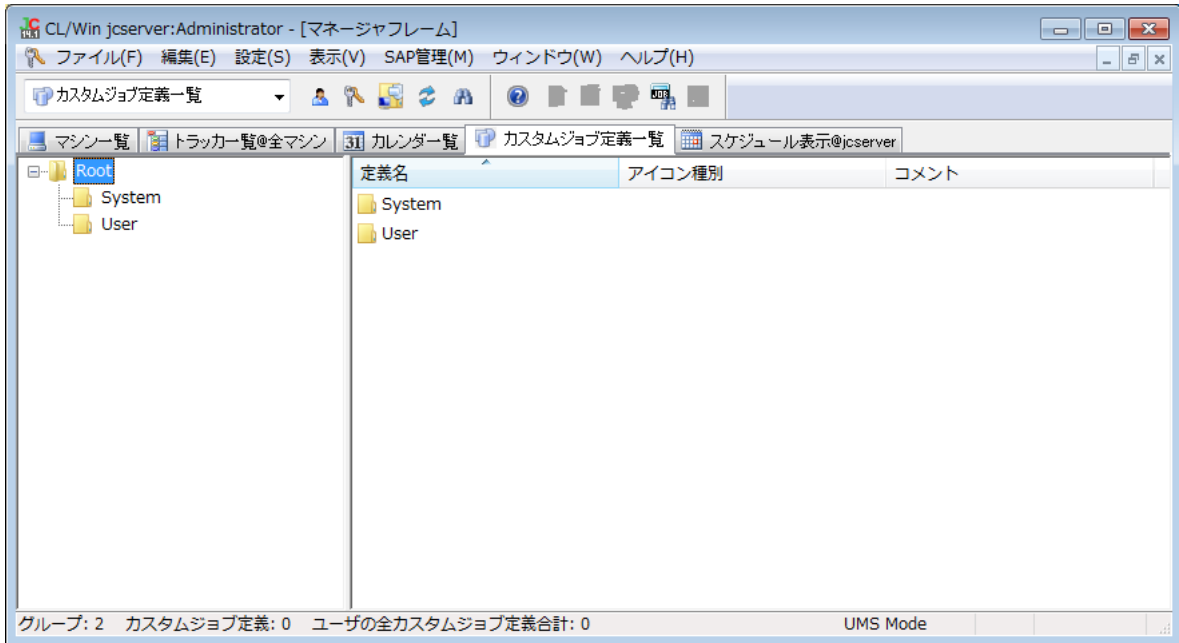 CL/Win jcserver:Administrator - [マネージャフレーム]
ファイル(F) 編集(E) 設定(S) 表示(V) SAP管理(M) ウィンドウ(W) ヘルプ(H)
カスタムジョブ定義一覧
マシン一覧 トラッカ一覧@全マシン 31 カレンダ一覧 カスタムジョブ定義一覧 スケジュール表示@jcserver
Root
System
User
定義名 アイコン種別 コメント
System
User
グループ: 2 カスタムジョブ定義: 0 ユーザの全カスタムジョブ定義合計: 0 UMS Mode